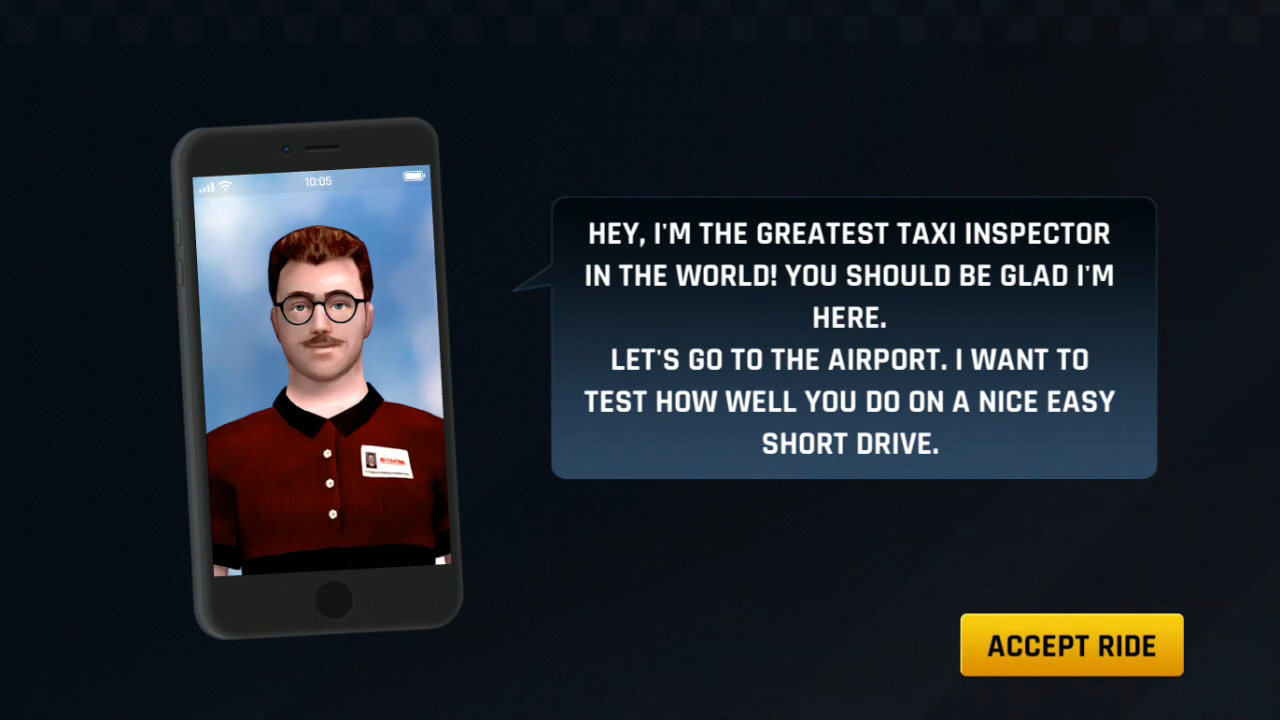 10:05
HEY, I'M THE GREATEST TAXI INSPECTOR
IN THE WORLD! YOU SHOULD BE GLAD I'M
HERE.
LET'S GO TO THE AIRPORT. I WANT TO
TEST HOW WELL YOU DO ON A NICE EASY
SHORT DRIVE.
ACCEPT RIDE